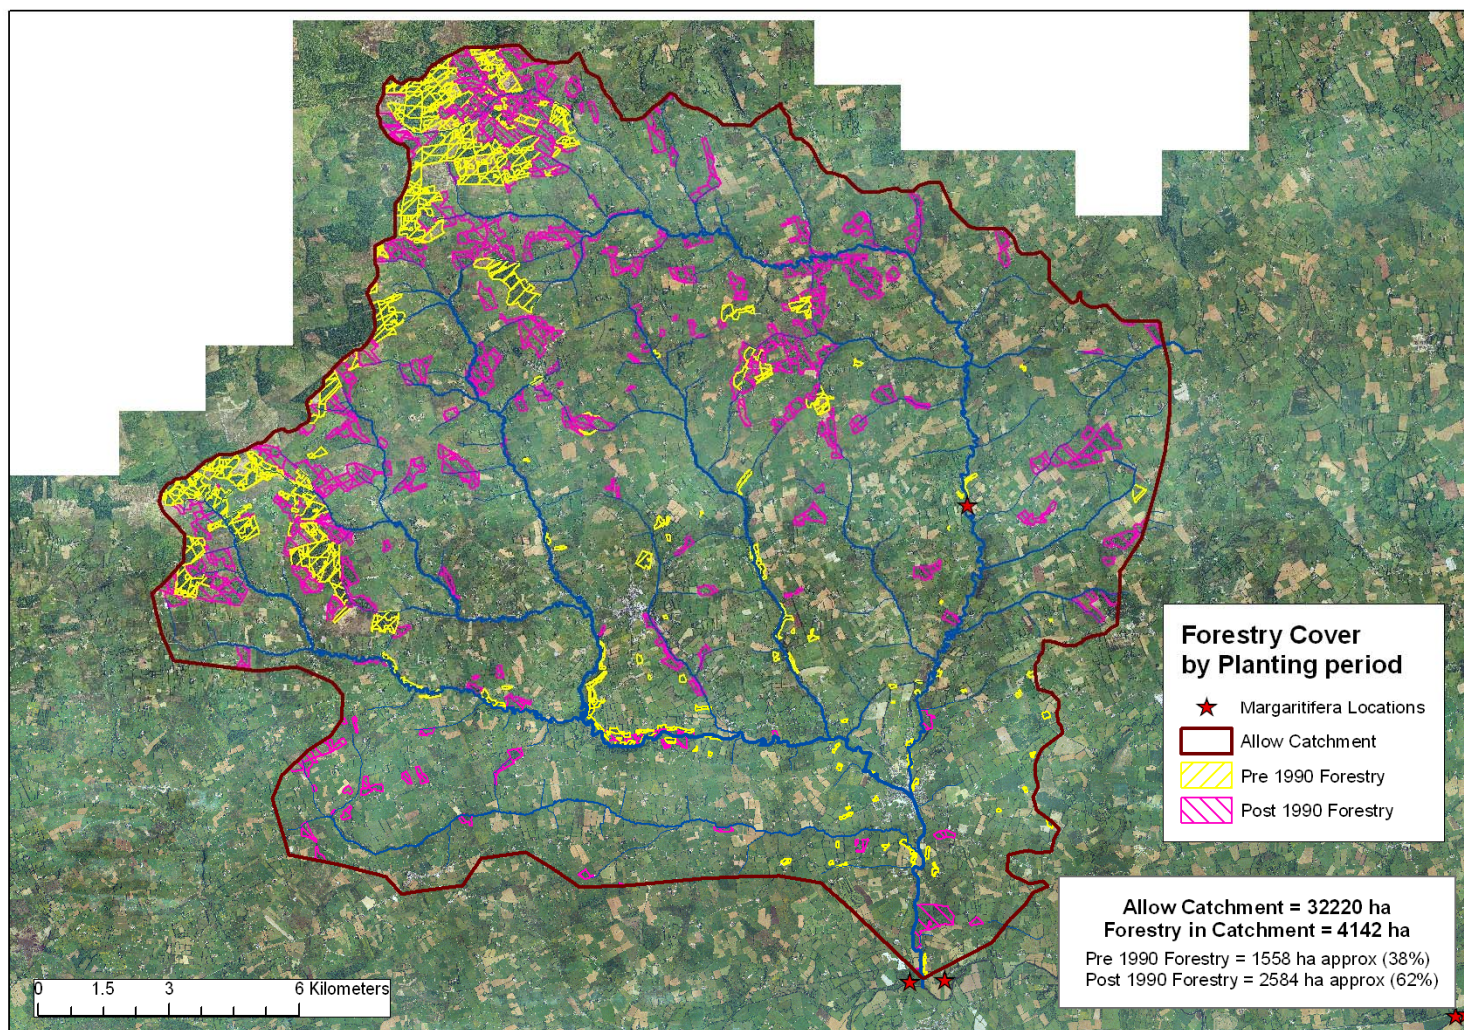 Forestry Cover
by Planting period
Margaritifera Locations
Allow Catchment
Pre 1990 Forestry
Post 1990 Forestry
Allow Catchment = 32220 ha
Forestry in Catchment = 4142 ha
Pre 1990 Forestry = 1558 ha approx (38%)
Post 1990 Forestry = 2584 ha approx (62%)
0 1.5 3 6 Kilometers